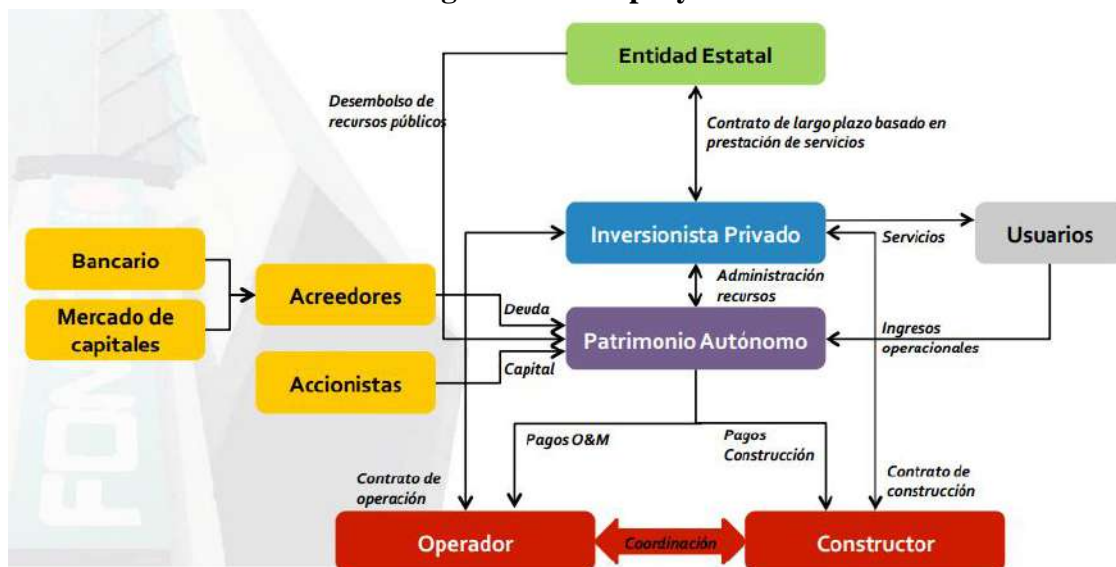 Entidad Estatal
Desembolso de
recursos públicos
Contrato de largo plazo basado en
prestación de servicios
Inversionista Privado
Servicios
Usuarios
Bancario
Mercado de
capitales
Acreedores
Deuda
Administración
recursos
Patrimonio Autónomo
Ingresos
operacionales
Accionistas
Capital
Pagos O&M
Pagos
Construcción
Contrato de
operación
Contrato de
construcción
Operador
Coordinación
Constructor